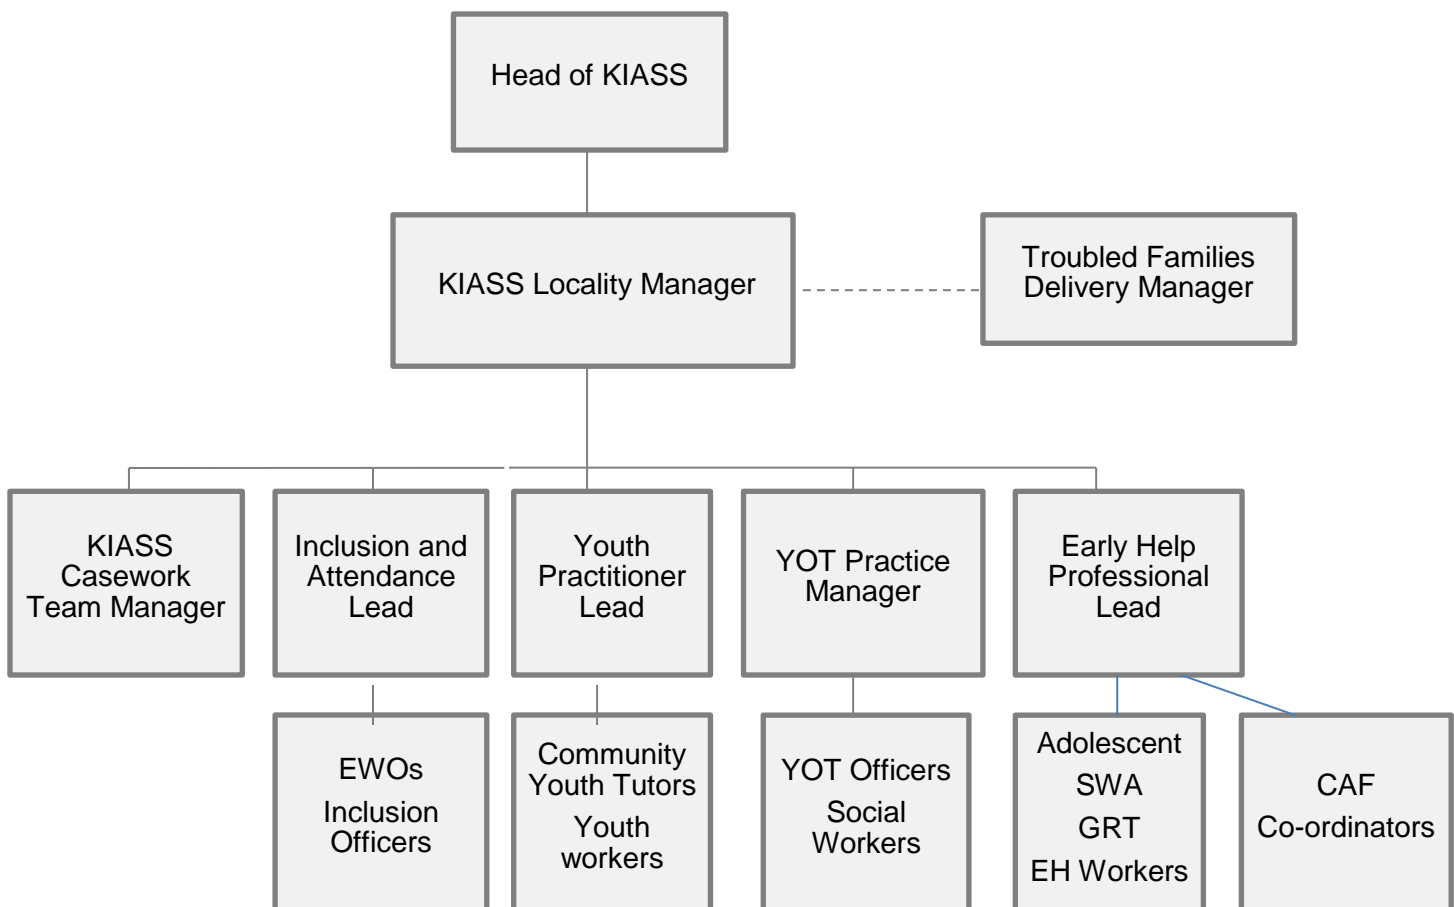 Head of KIASS
KIASS Locality Manager
Troubled Families
Delivery Manager
KIASS
Casework
Team Manager
Inclusion and
Attendance
Lead
Youth
Practitioner
Lead
YOT Practice
Manager
Early Help
Professional
Lead
EWOs
Inclusion
Officers
Community
Youth Tutors
Youth
workers
YOT Officers
Social
Workers
Adolescent
SWA
GRT
EH Workers
CAF
Co-ordinators